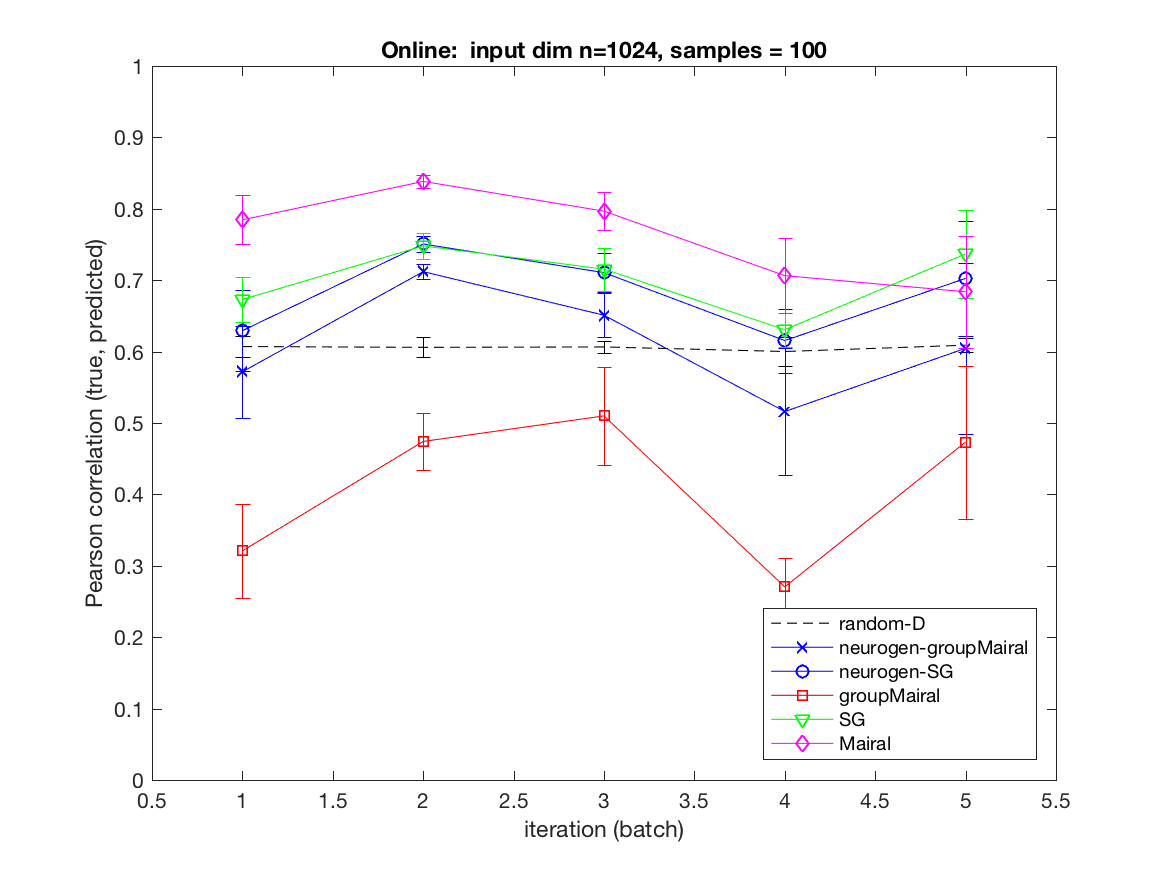 Online:  input dim n=1024, samples = 100
1
0.9
0.8
0.7
0.6
0.5
0.4
0.3
0.2
0.1
0
Pearson correlation (true, predicted)
random-D
neurogen-groupMairal
neurogen-SG
groupMairal
SG
Mairal
0.5 1 1.5 2 2.5 3 3.5 4 4.5 5 5.5
iteration (batch)